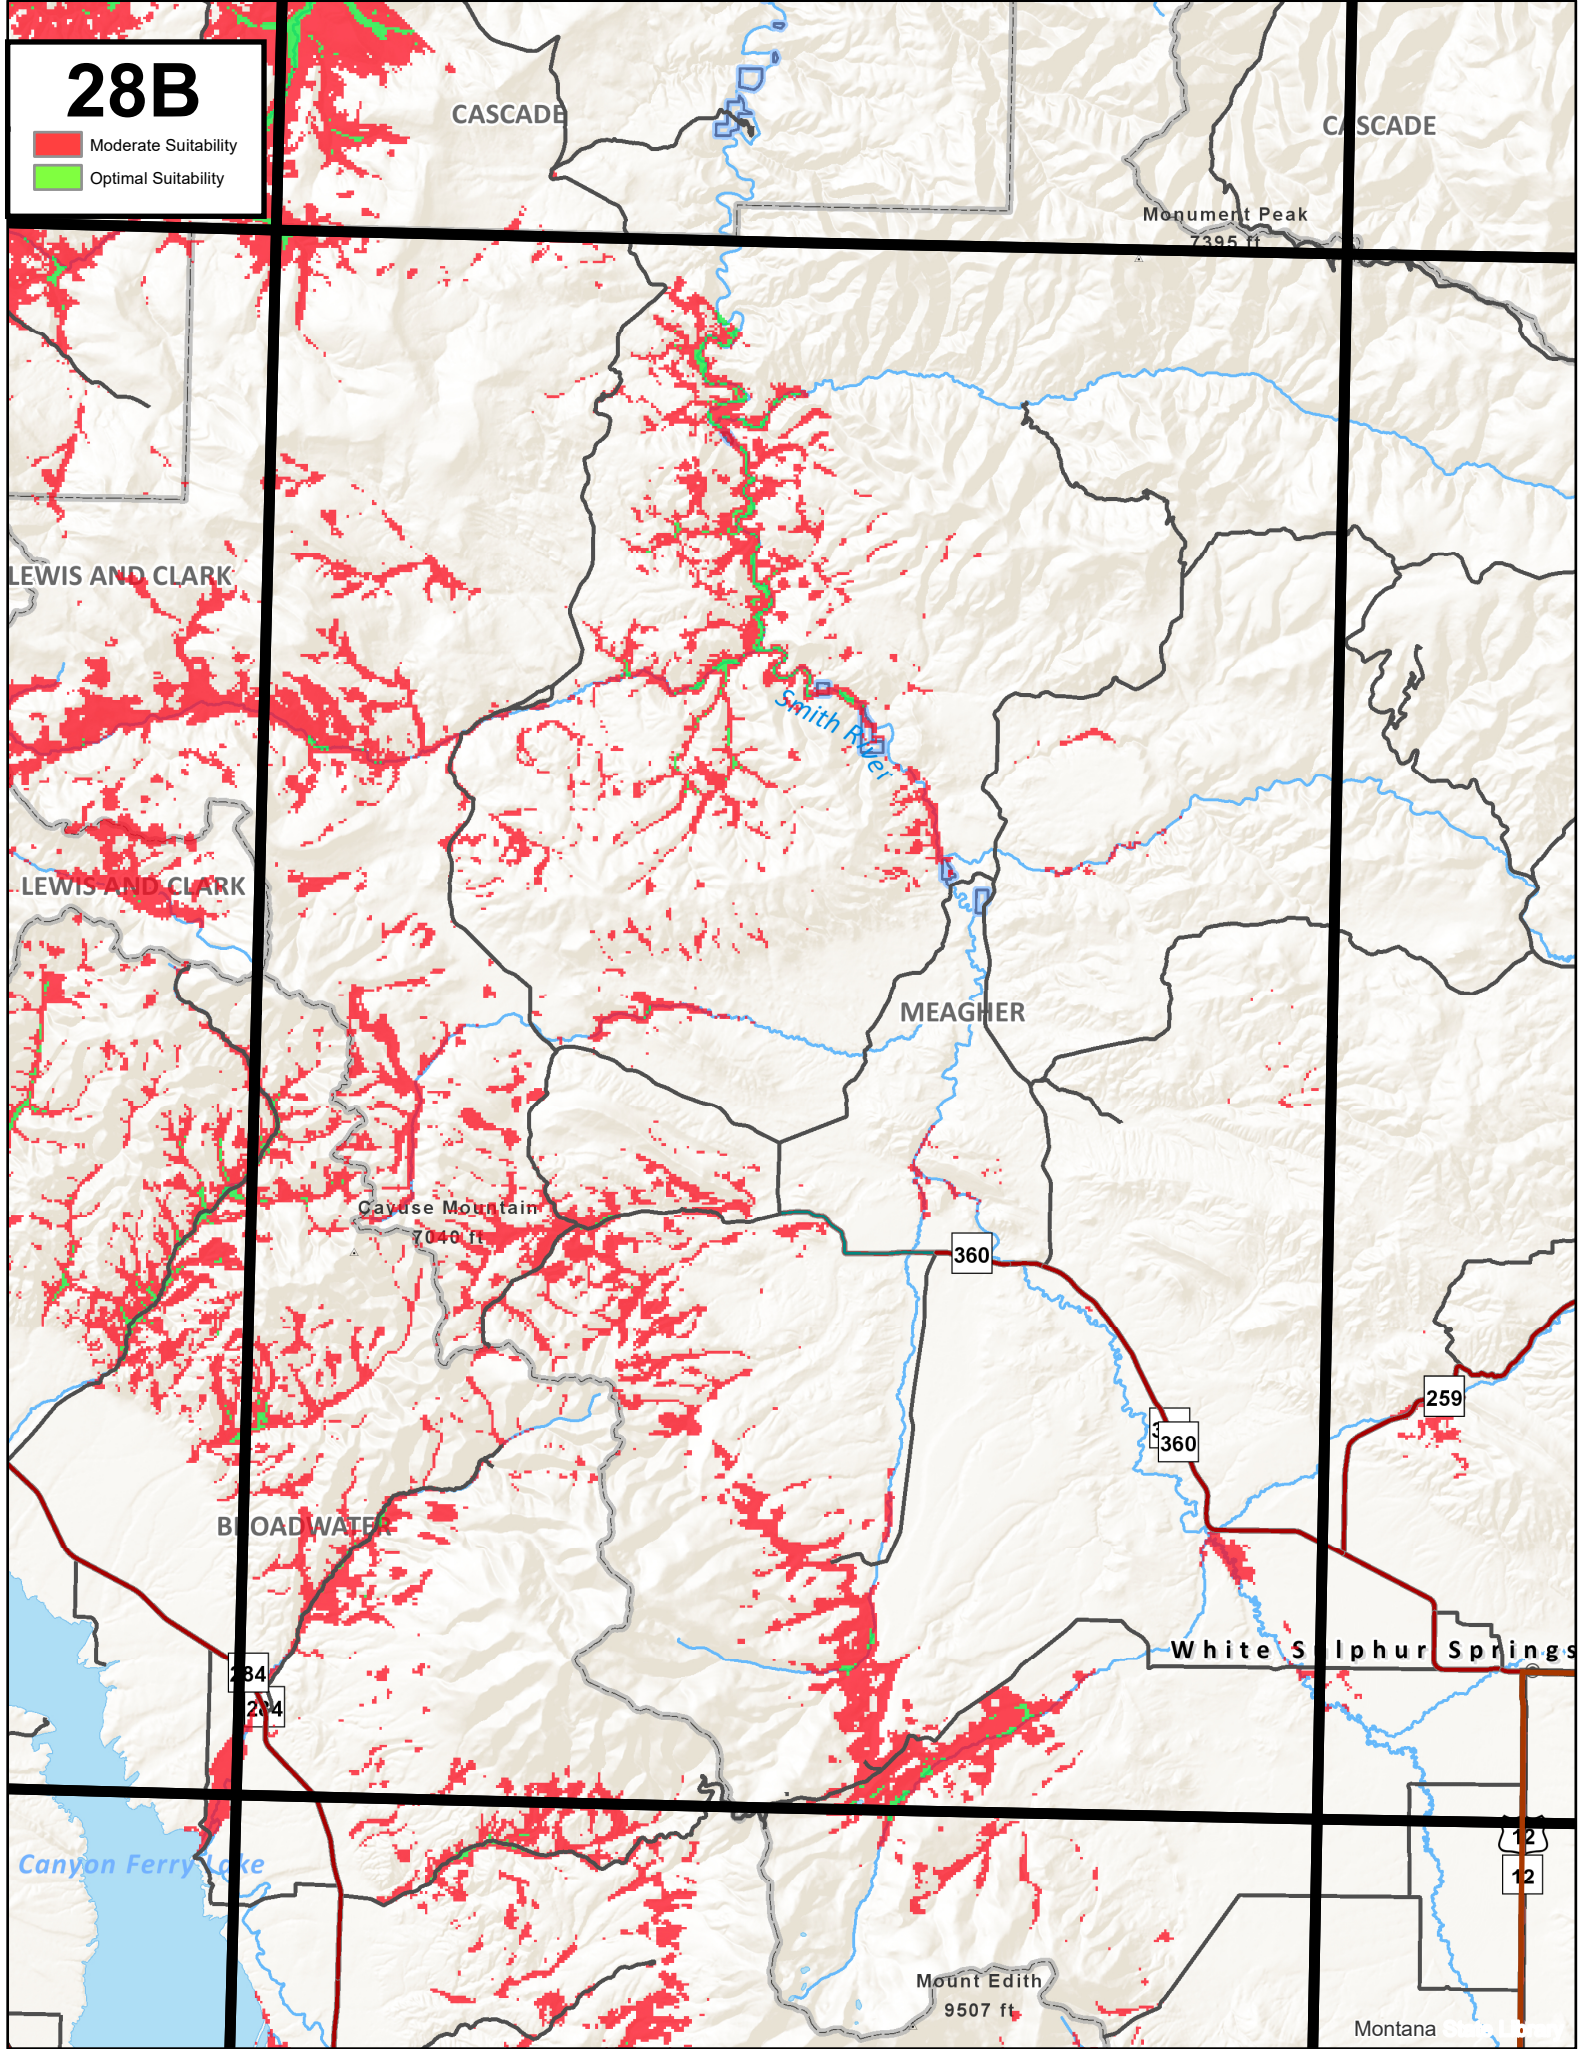 28B
Moderate Suitability
Optimal Suitability
CASCADE
CASCADE
Monument Peak
7395 ft
LEWIS AND CLARK
Smith River
LEWIS AND CLARK
MEAGHER
Cayuse Mountain
7040 ft
360
259
360
BROADWATER
White Sulphur Springs
284
284
12
12
Canyon Ferry Lake
Mount Edith
9507 ft
Montana